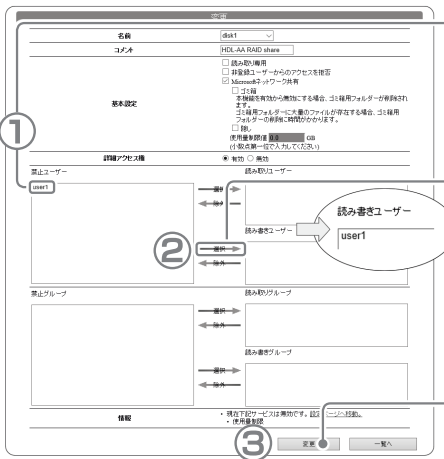 変更
名前
disk1
コメント
HDL-AA RAID share
基本設定
読み取り専用
非登録ユーザーからのアクセスを拒否
Microsoftネットワーク共有
ゴミ箱
本機能を有効から無効にする場合、ゴミ箱用フォルダーが削除され
ます。
ゴミ箱用フォルダーに大量のファイルが存在する場合、ゴミ箱用
フォルダーの削除に時間がかかります。
隠し
使用量制限値 0.0 GB
(小数点第一位で入力してください)
詳細アクセス権
有効 無効
禁止ユーザー
読み取りユーザー
① user1
選択
除外
読み書きユーザー
② 選択
除外
読み書きユーザー
user1
禁止グループ
読み取りグループ
選択
除外
読み書きグループ
選択
除外
情報
・ 現在下記サービスは無効です。設定ページへ移動。
・ 使用量制限
③ 変更
一覧へ